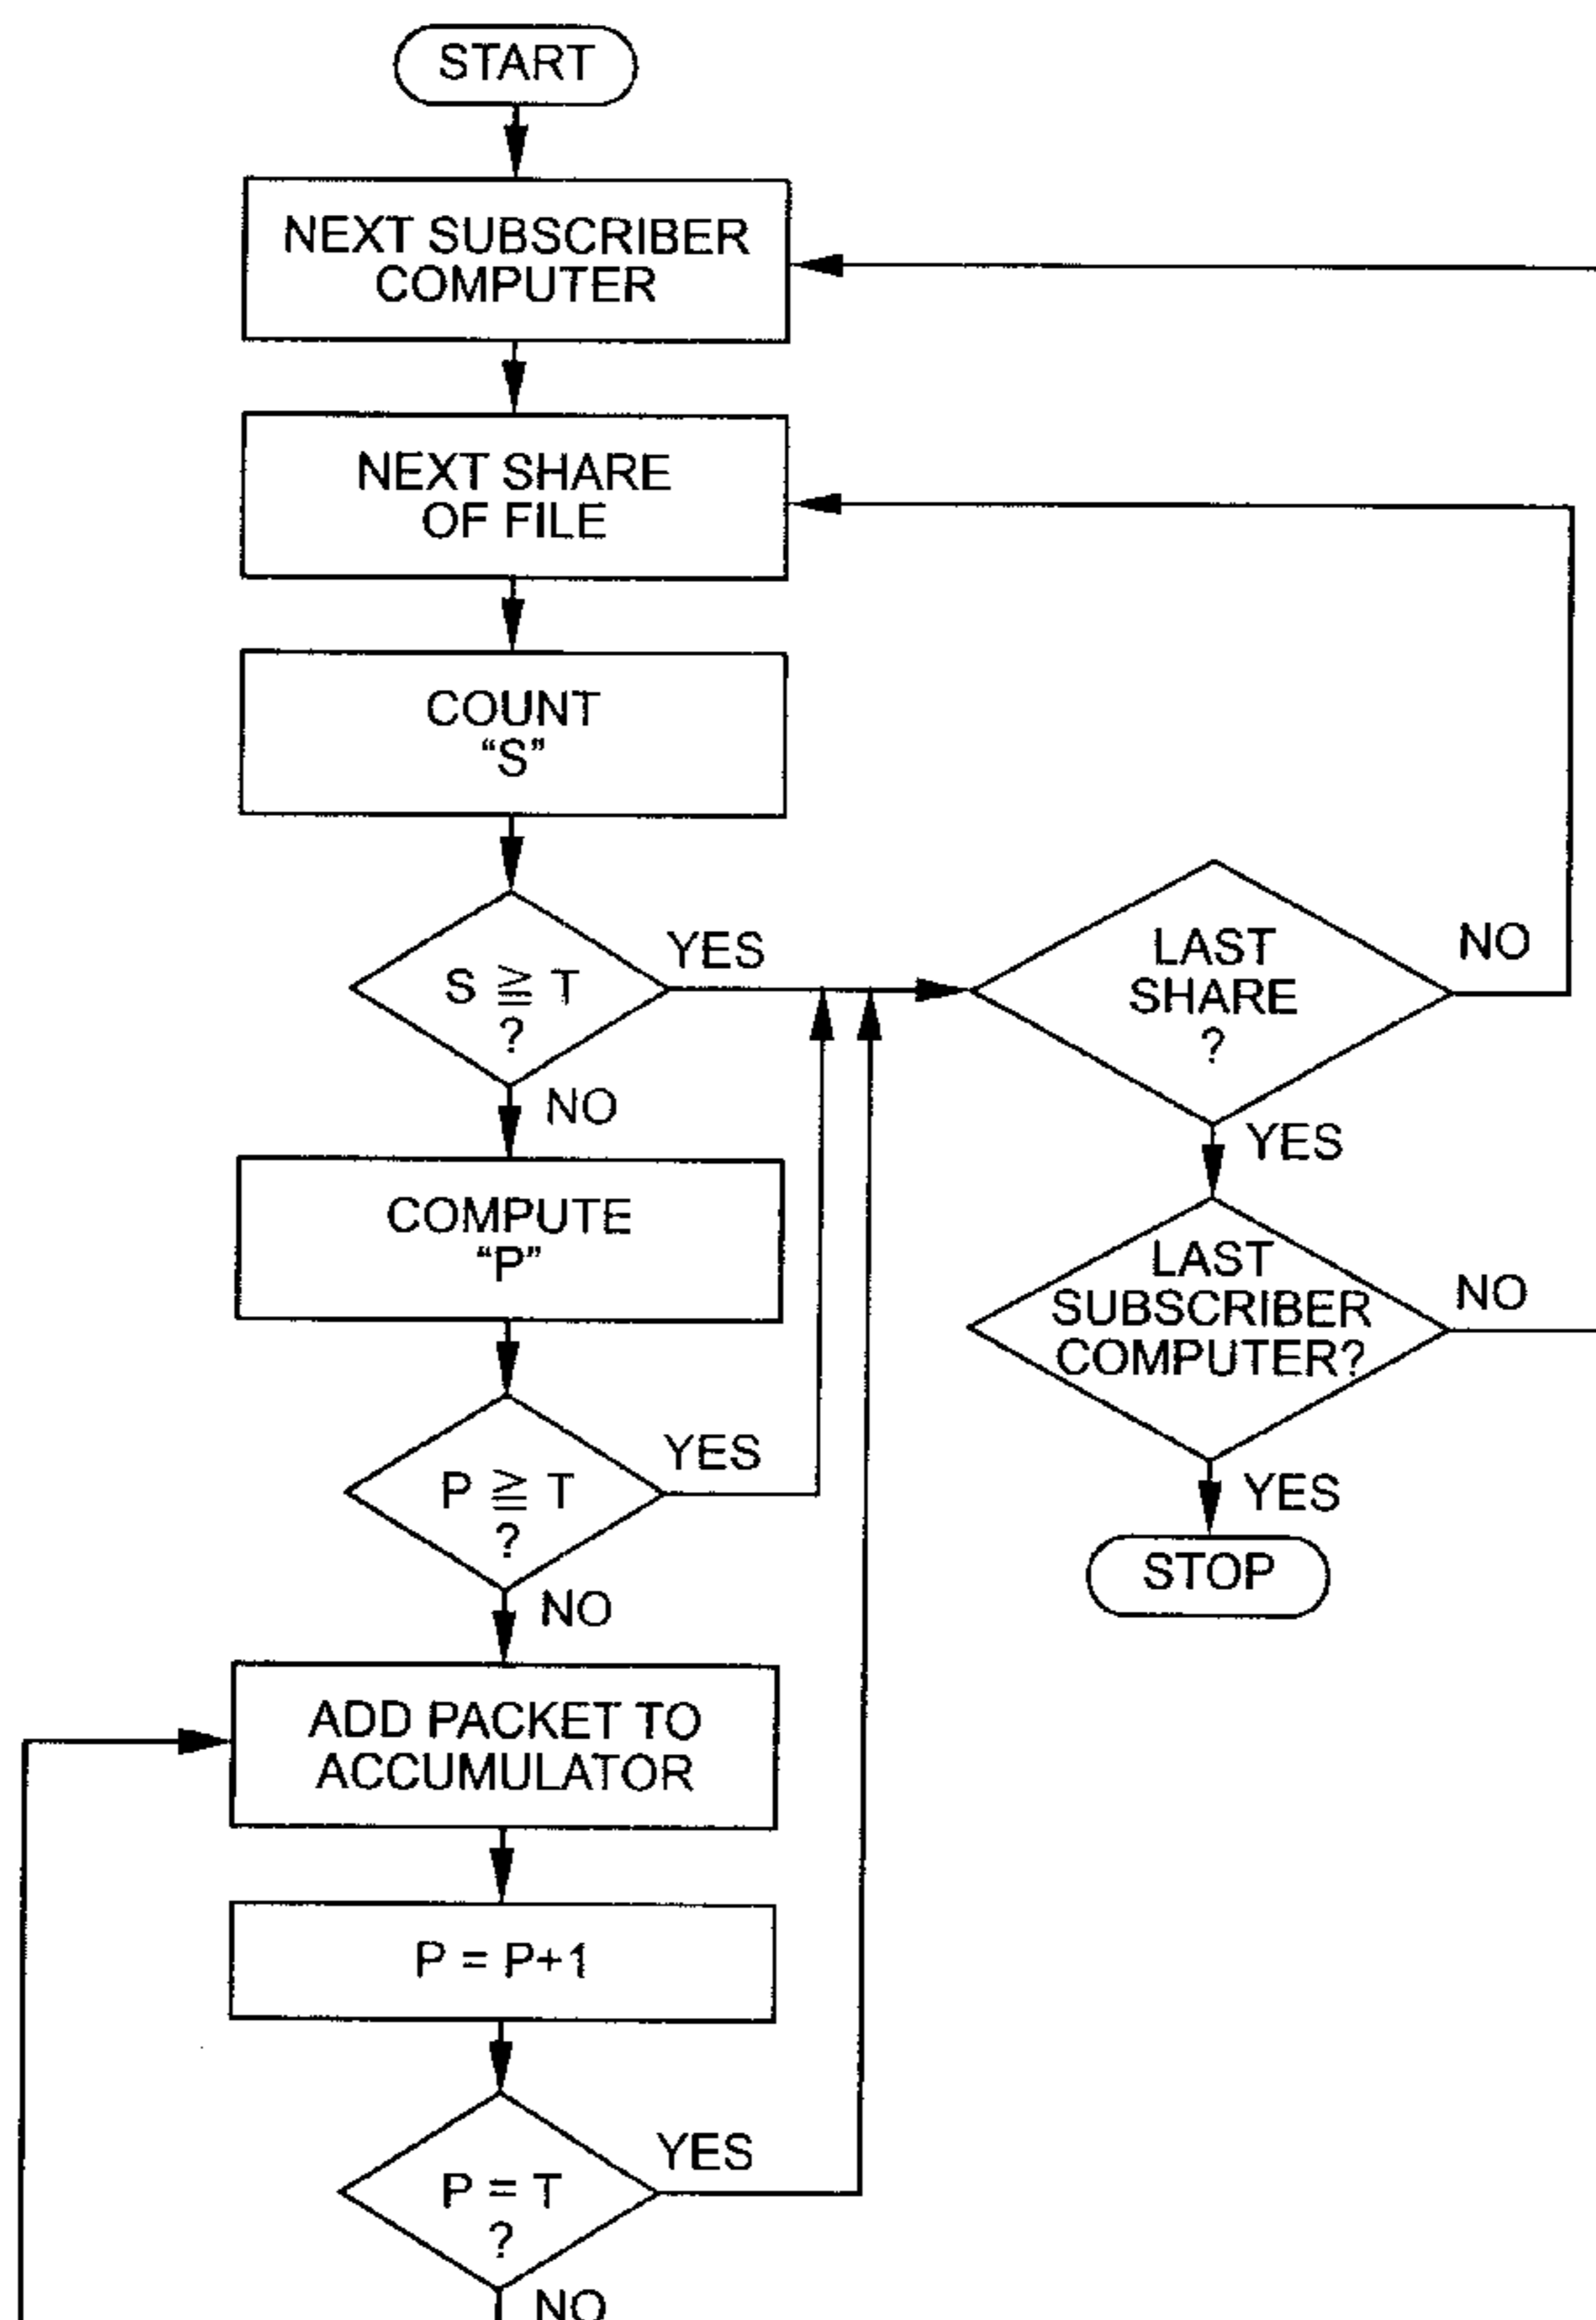 START
NEXT SUBSCRIBER
COMPUTER
NEXT SHARE
OF FILE
COUNT
“S”
S ≧ T
?
YES
NO
LAST
SHARE
?
NO
YES
COMPUTE
“P”
LAST
SUBSCRIBER
COMPUTER?
NO
YES
STOP
P ≧ T
?
YES
NO
ADD PACKET TO
ACCUMULATOR
P = P+1
P = T
?
YES
NO